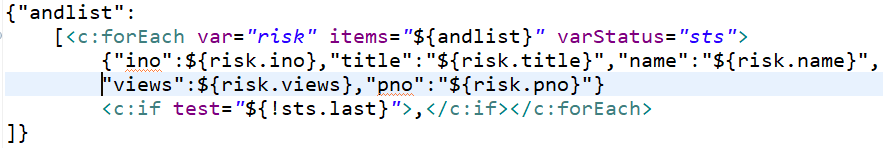 {"andlist":
[<c:forEach var="risk" items="${andlist}" varStatus="sts">
{"ino":${risk.ino},"title":"${risk.title}","name":"${risk.name}",
"views":${risk.views},"pno":"${risk.pno}"}
<c:if test="${!sts.last}">,</c:if></c:forEach>
]}